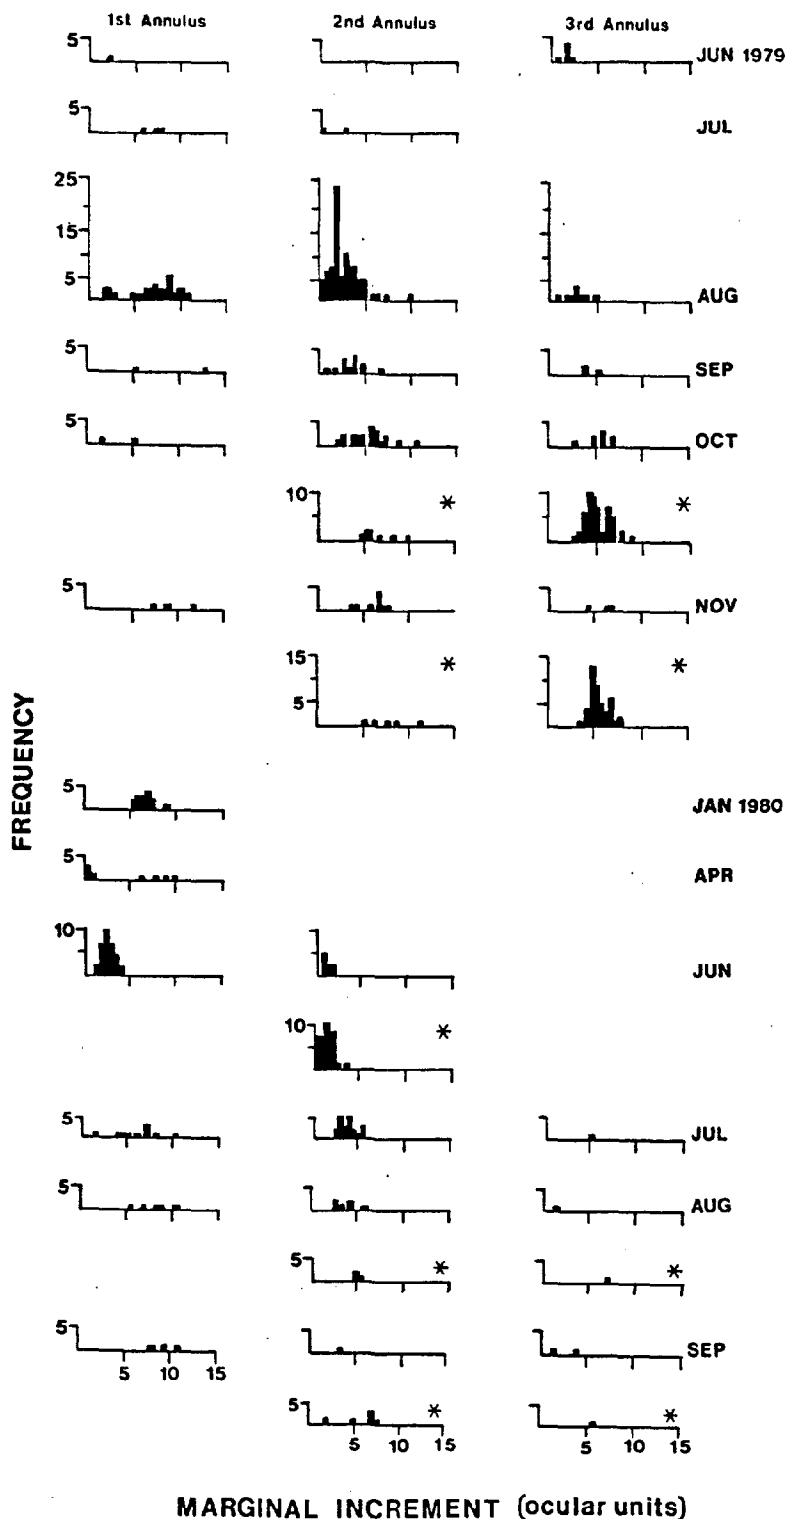 1st Annulus 2nd Annulus 3rd Annulus
5 JUN 1979
5 JUL
25
15
5 AUG
5 SEP
5 OCT
10 * *
5 NOV
15 * *
5
FREQUENCY
5 JAN 1980
5 APR
10 JUN
10 *
5 JUL
5 AUG
5 * *
5 SEP
5 10 15
5 * *
5 10 15 5 10 15
MARGINAL INCREMENT (ocular units)